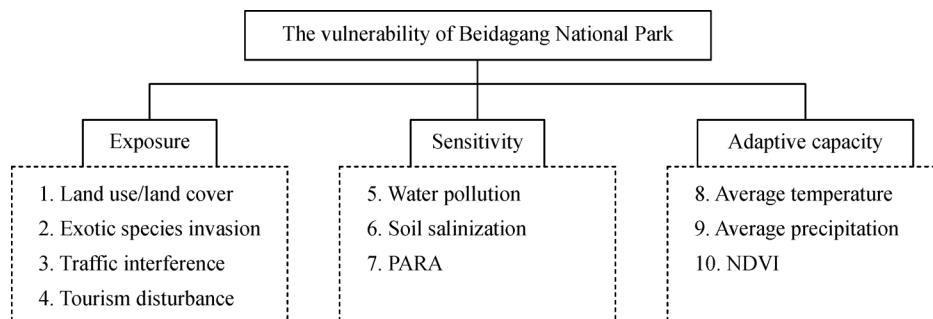 The vulnerability of Beidagang National Park
Exposure
1. Land use/land cover
2. Exotic species invasion
3. Traffic interference
4. Tourism disturbance
Sensitivity
5. Water pollution
6. Soil salinization
7. PARA
Adaptive capacity
8. Average temperature
9. Average precipitation
10. NDVI